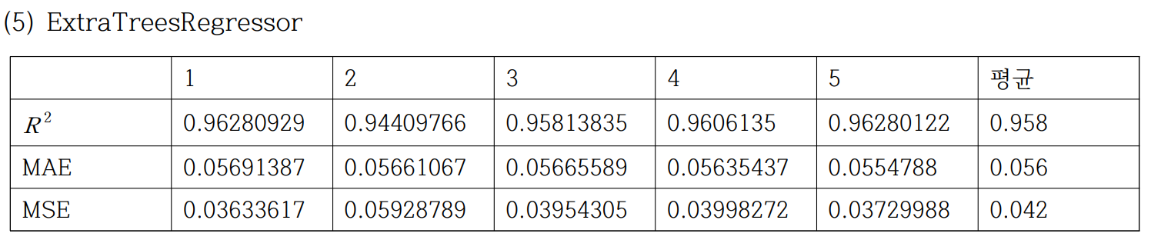 (5) ExtraTreesRegressor
1 2 3 4 5 평균
R² 0.96280929 0.94409766 0.95813835 0.9606135 0.96280122 0.958
MAE 0.05691387 0.05661067 0.05665589 0.05635437 0.0554788 0.056
MSE 0.03633617 0.05928789 0.03954305 0.03998272 0.03729988 0.042